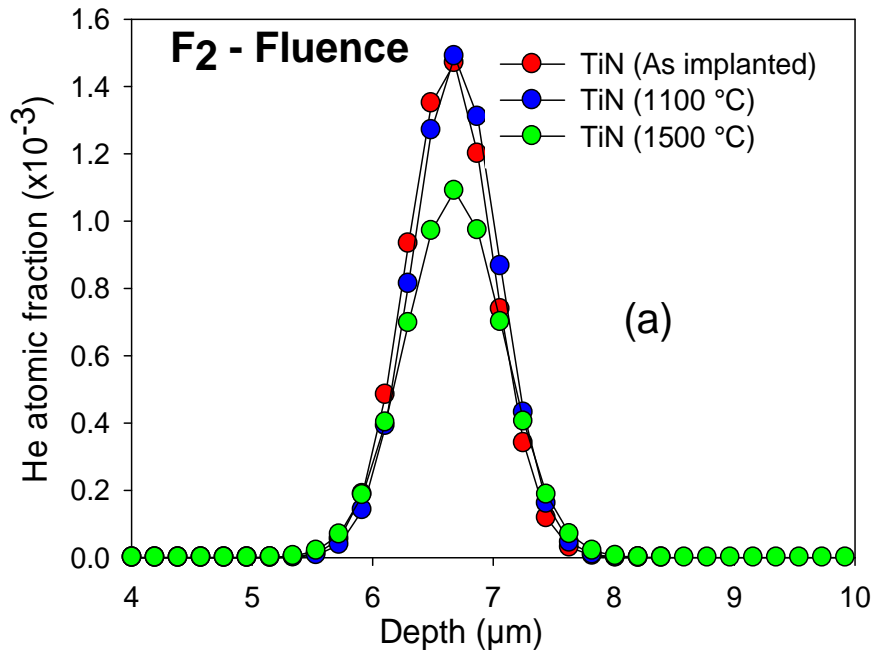 F2 - Fluence
TiN (As implanted)
TiN (1100 °C)
TiN (1500 °C)
(a)
He atomic fraction (x10-3)
1.6
1.4
1.2
1.0
0.8
0.6
0.4
0.2
0.0
4 5 6 7 8 9 10
Depth (µm)